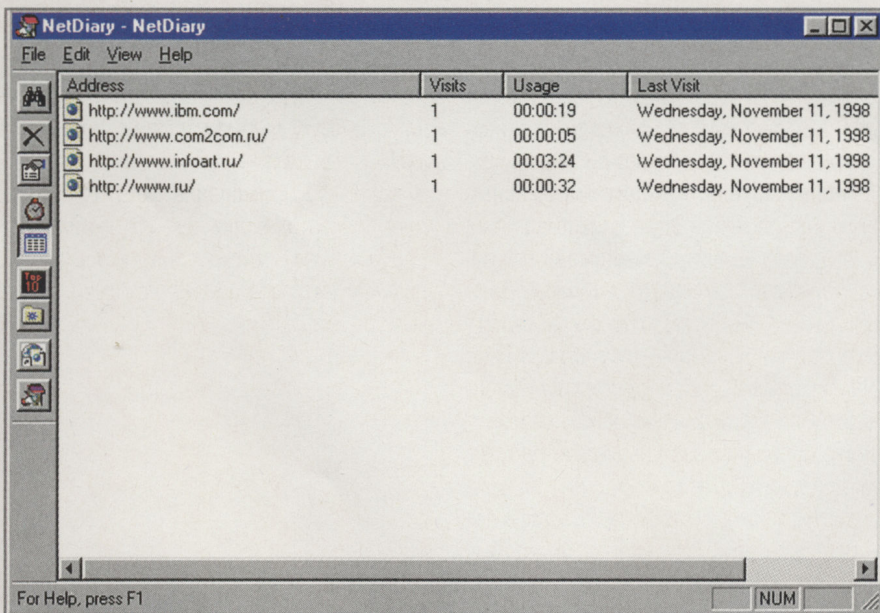 NetDiary - NetDiary
File Edit View Help
Address Visits Usage Last Visit
http://www.ibm.com/ 1 00:00:19 Wednesday, November 11, 1998
http://www.com2com.ru/ 1 00:00:05 Wednesday, November 11, 1998
http://www.infoart.ru/ 1 00:03:24 Wednesday, November 11, 1998
http://www.ru/ 1 00:00:32 Wednesday, November 11, 1998
Top
10
For Help, press F1 NUM